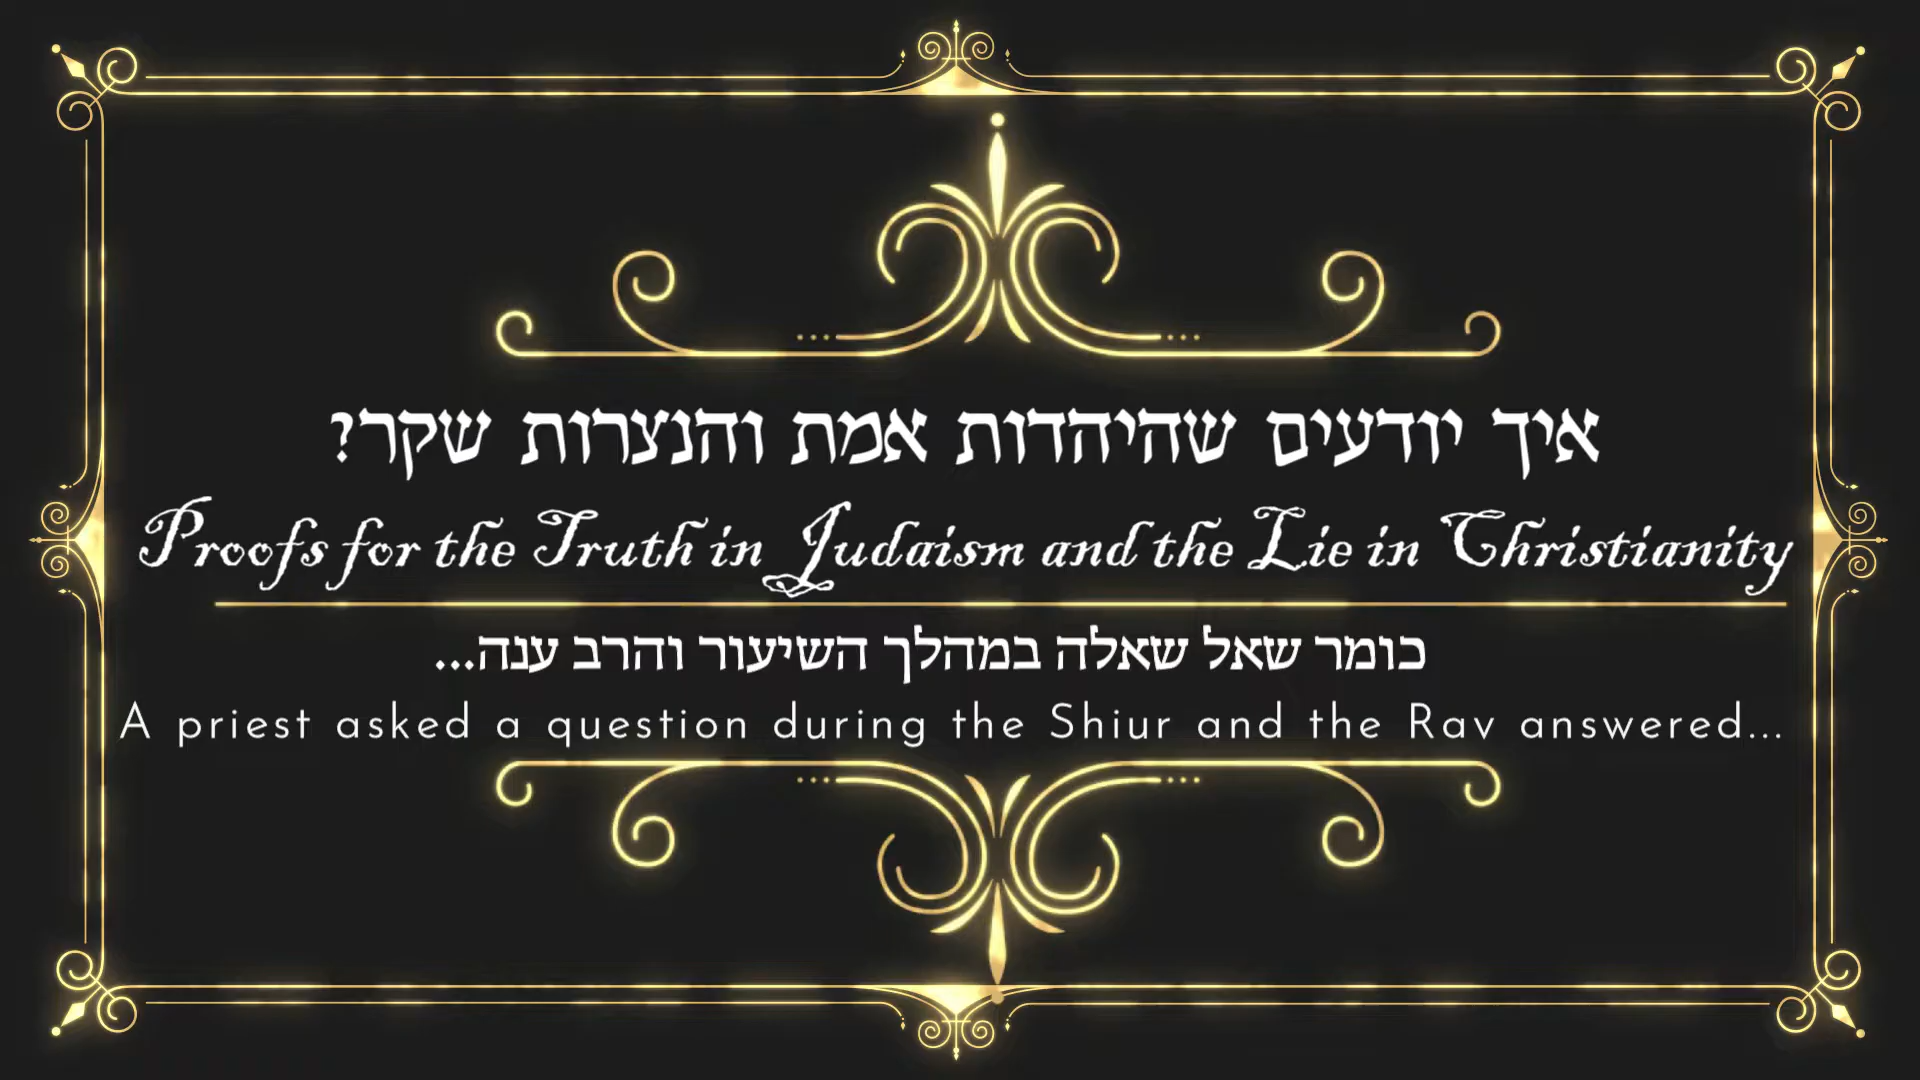 איך יודעים שהיהדות אמת והנצרות שקר?
Proofs for the Truth in Judaism and the Lie in Christianity
כומר שאל שאלה במהלך השיעור והרב ענה...
A priest asked a question during the Shiur and the Rav answered...